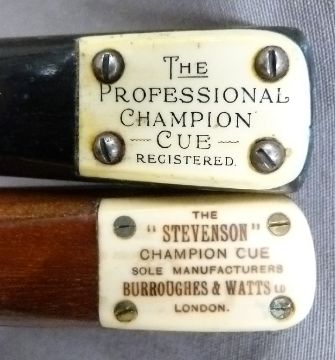 THE
PROFESSIONAL
CHAMPION
— CUE —
REGISTERED.
THE
"STEVENSON"
CHAMPION CUE
SOLE MANUFACTURERS
BURROUGHES & WATTS LD
LONDON.